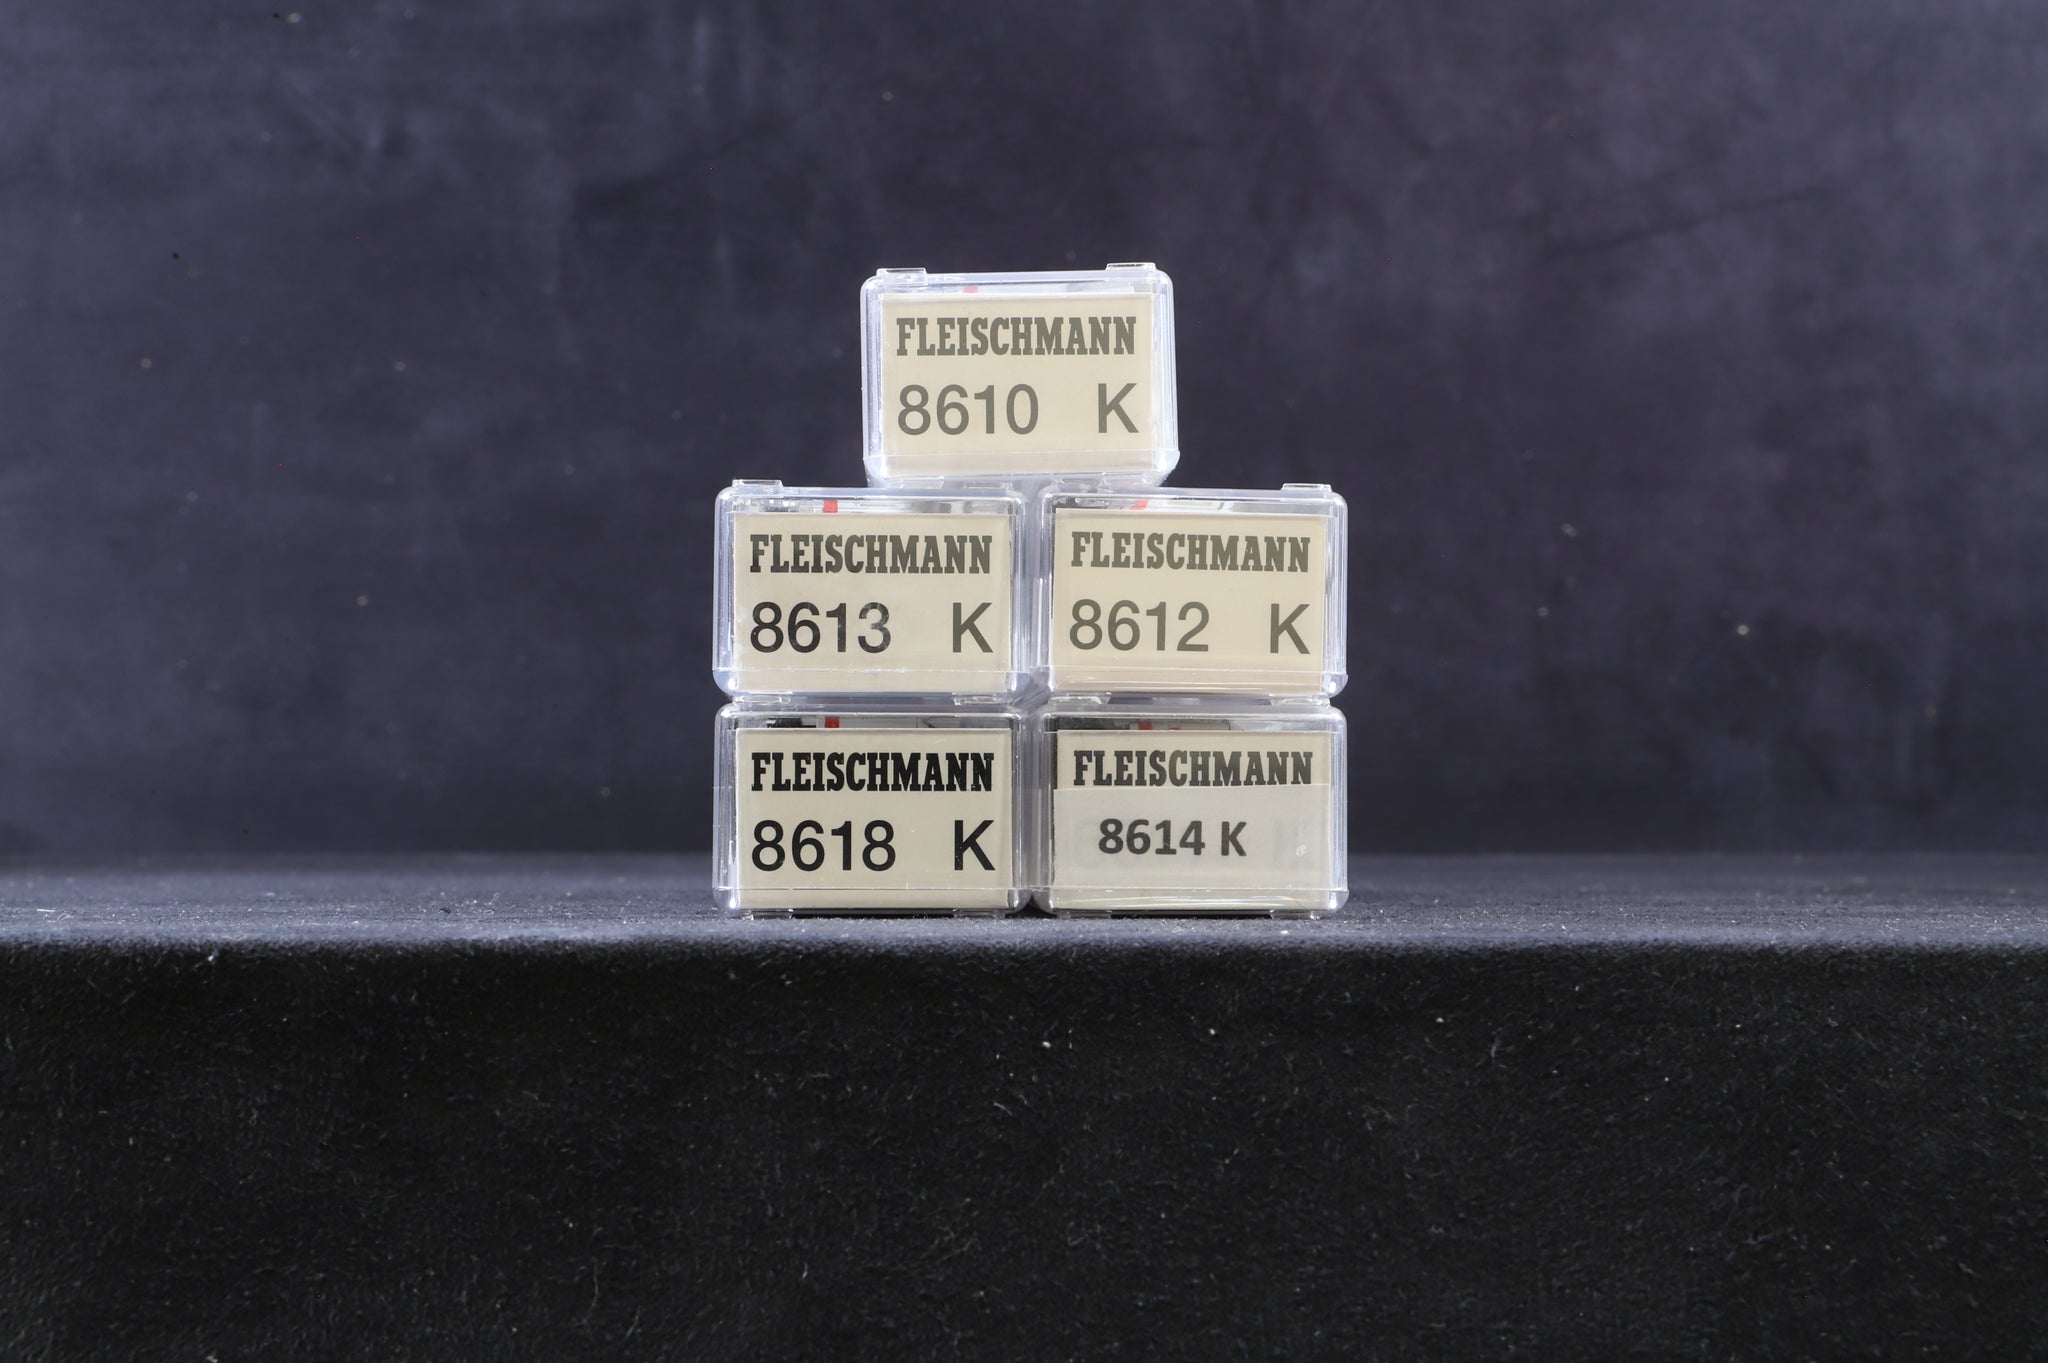 FLEISCHMANN
8610 K
FLEISCHMANN
8613 K
FLEISCHMANN
8612 K
FLEISCHMANN
8618 K
FLEISCHMANN
8614 K